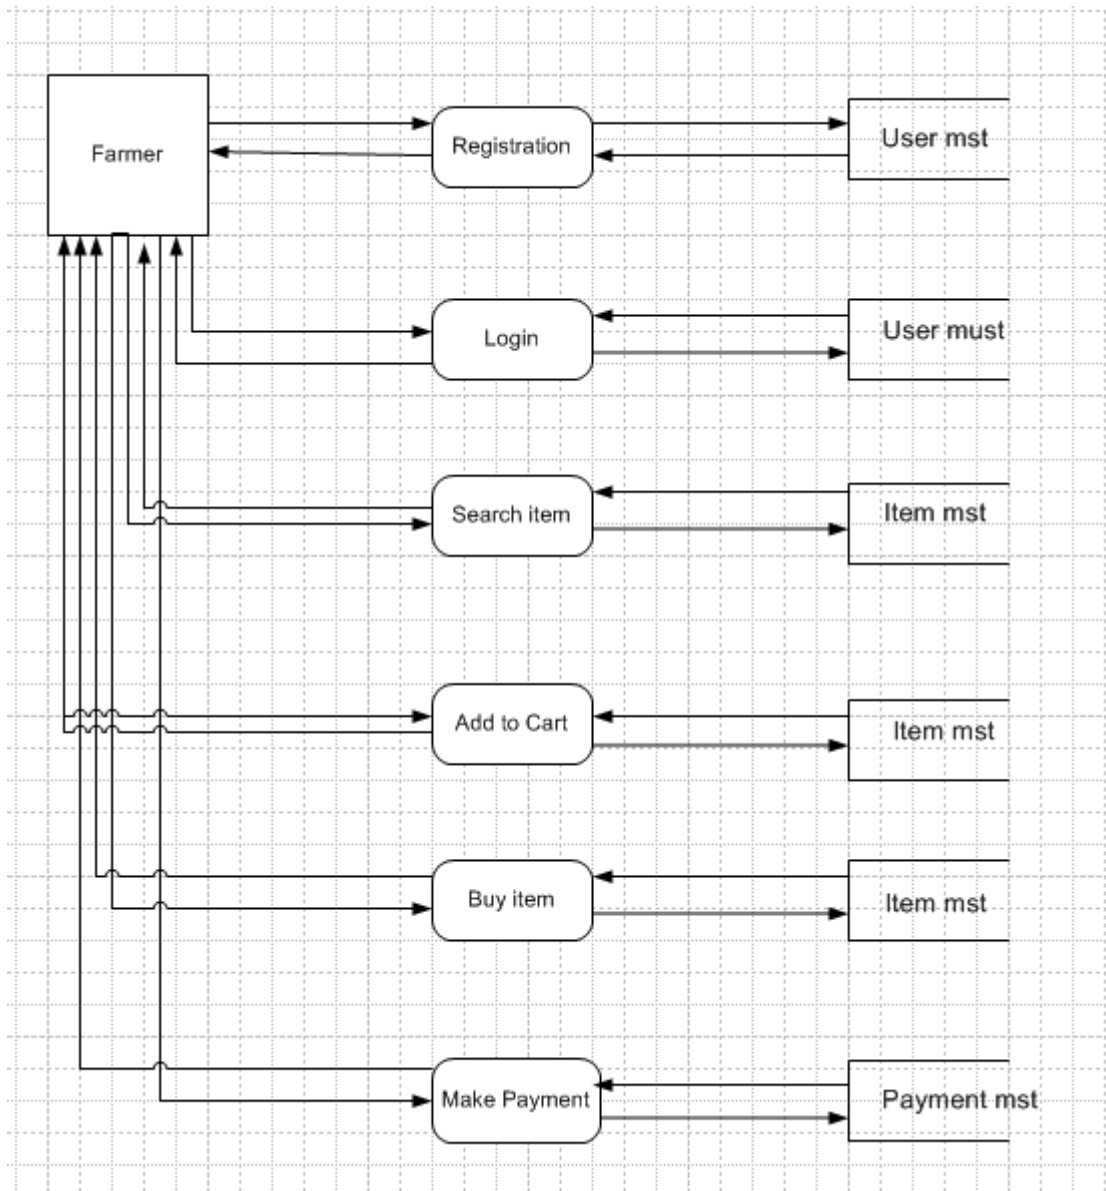 Farmer
Registration
User mst
Login
User must
Search item
Item mst
Add to Cart
Item mst
Buy item
Item mst
Make Payment
Payment mst